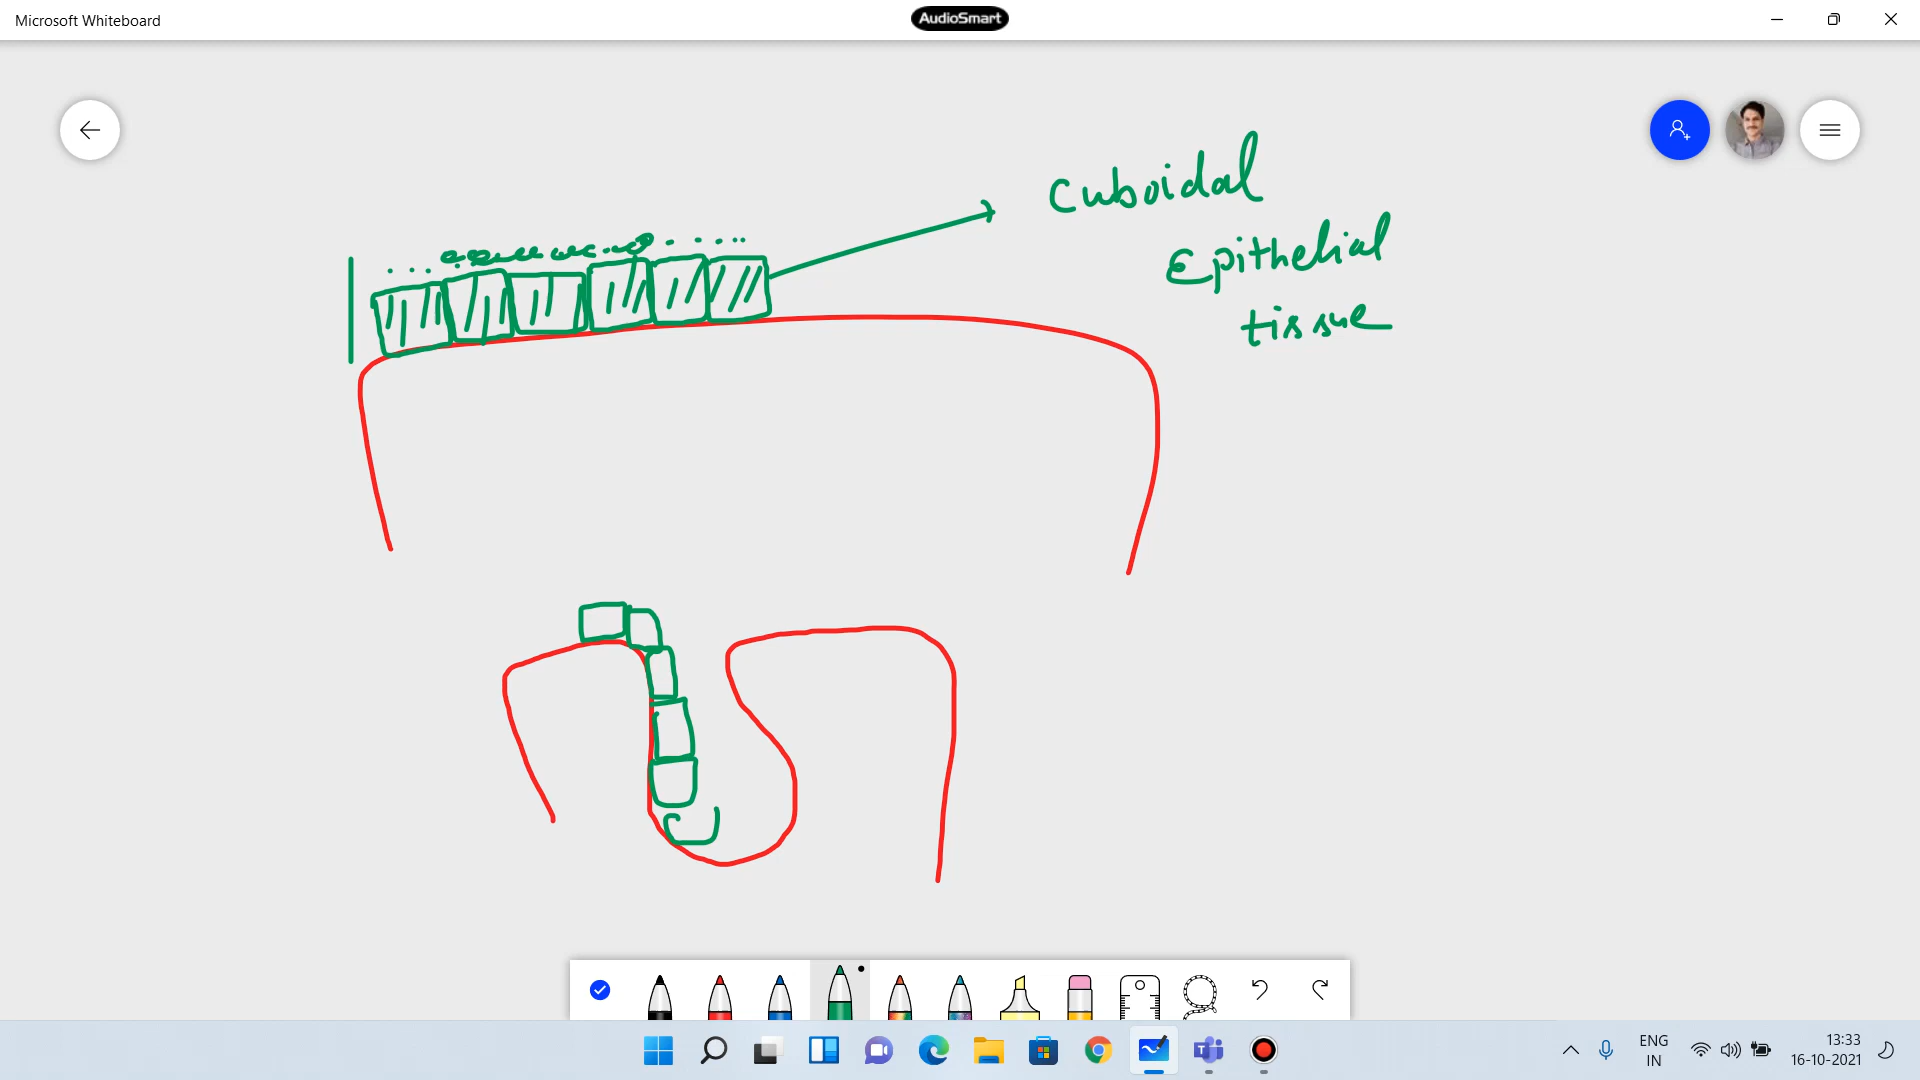 Microsoft Whiteboard
AudioSmart
Cuboidal
Epithelial
tissue
ENG
IN
13:33
16-10-2021